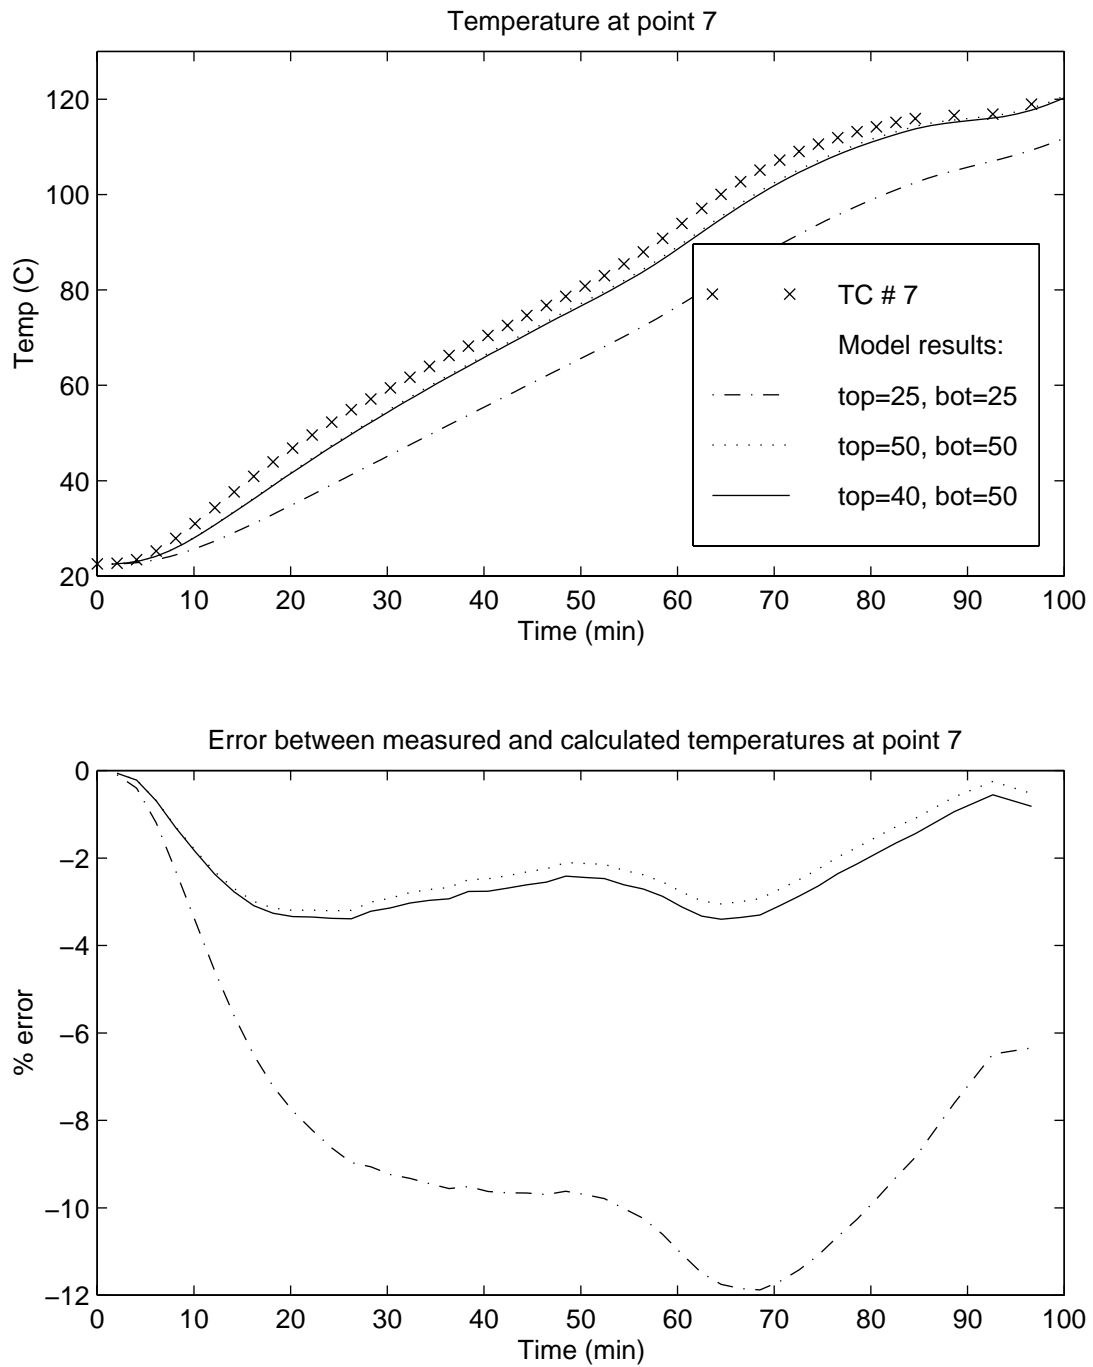 Temperature at point 7
120
100
80
60
40
20
Temp (C)
0 10 20 30 40 50 60 70 80 90 100
Time (min)
TC # 7
Model results:
top=25, bot=25
top=50, bot=50
top=40, bot=50
Error between measured and calculated temperatures at point 7
0
−2
−4
−6
−8
−10
−12
% error
0 10 20 30 40 50 60 70 80 90 100
Time (min)